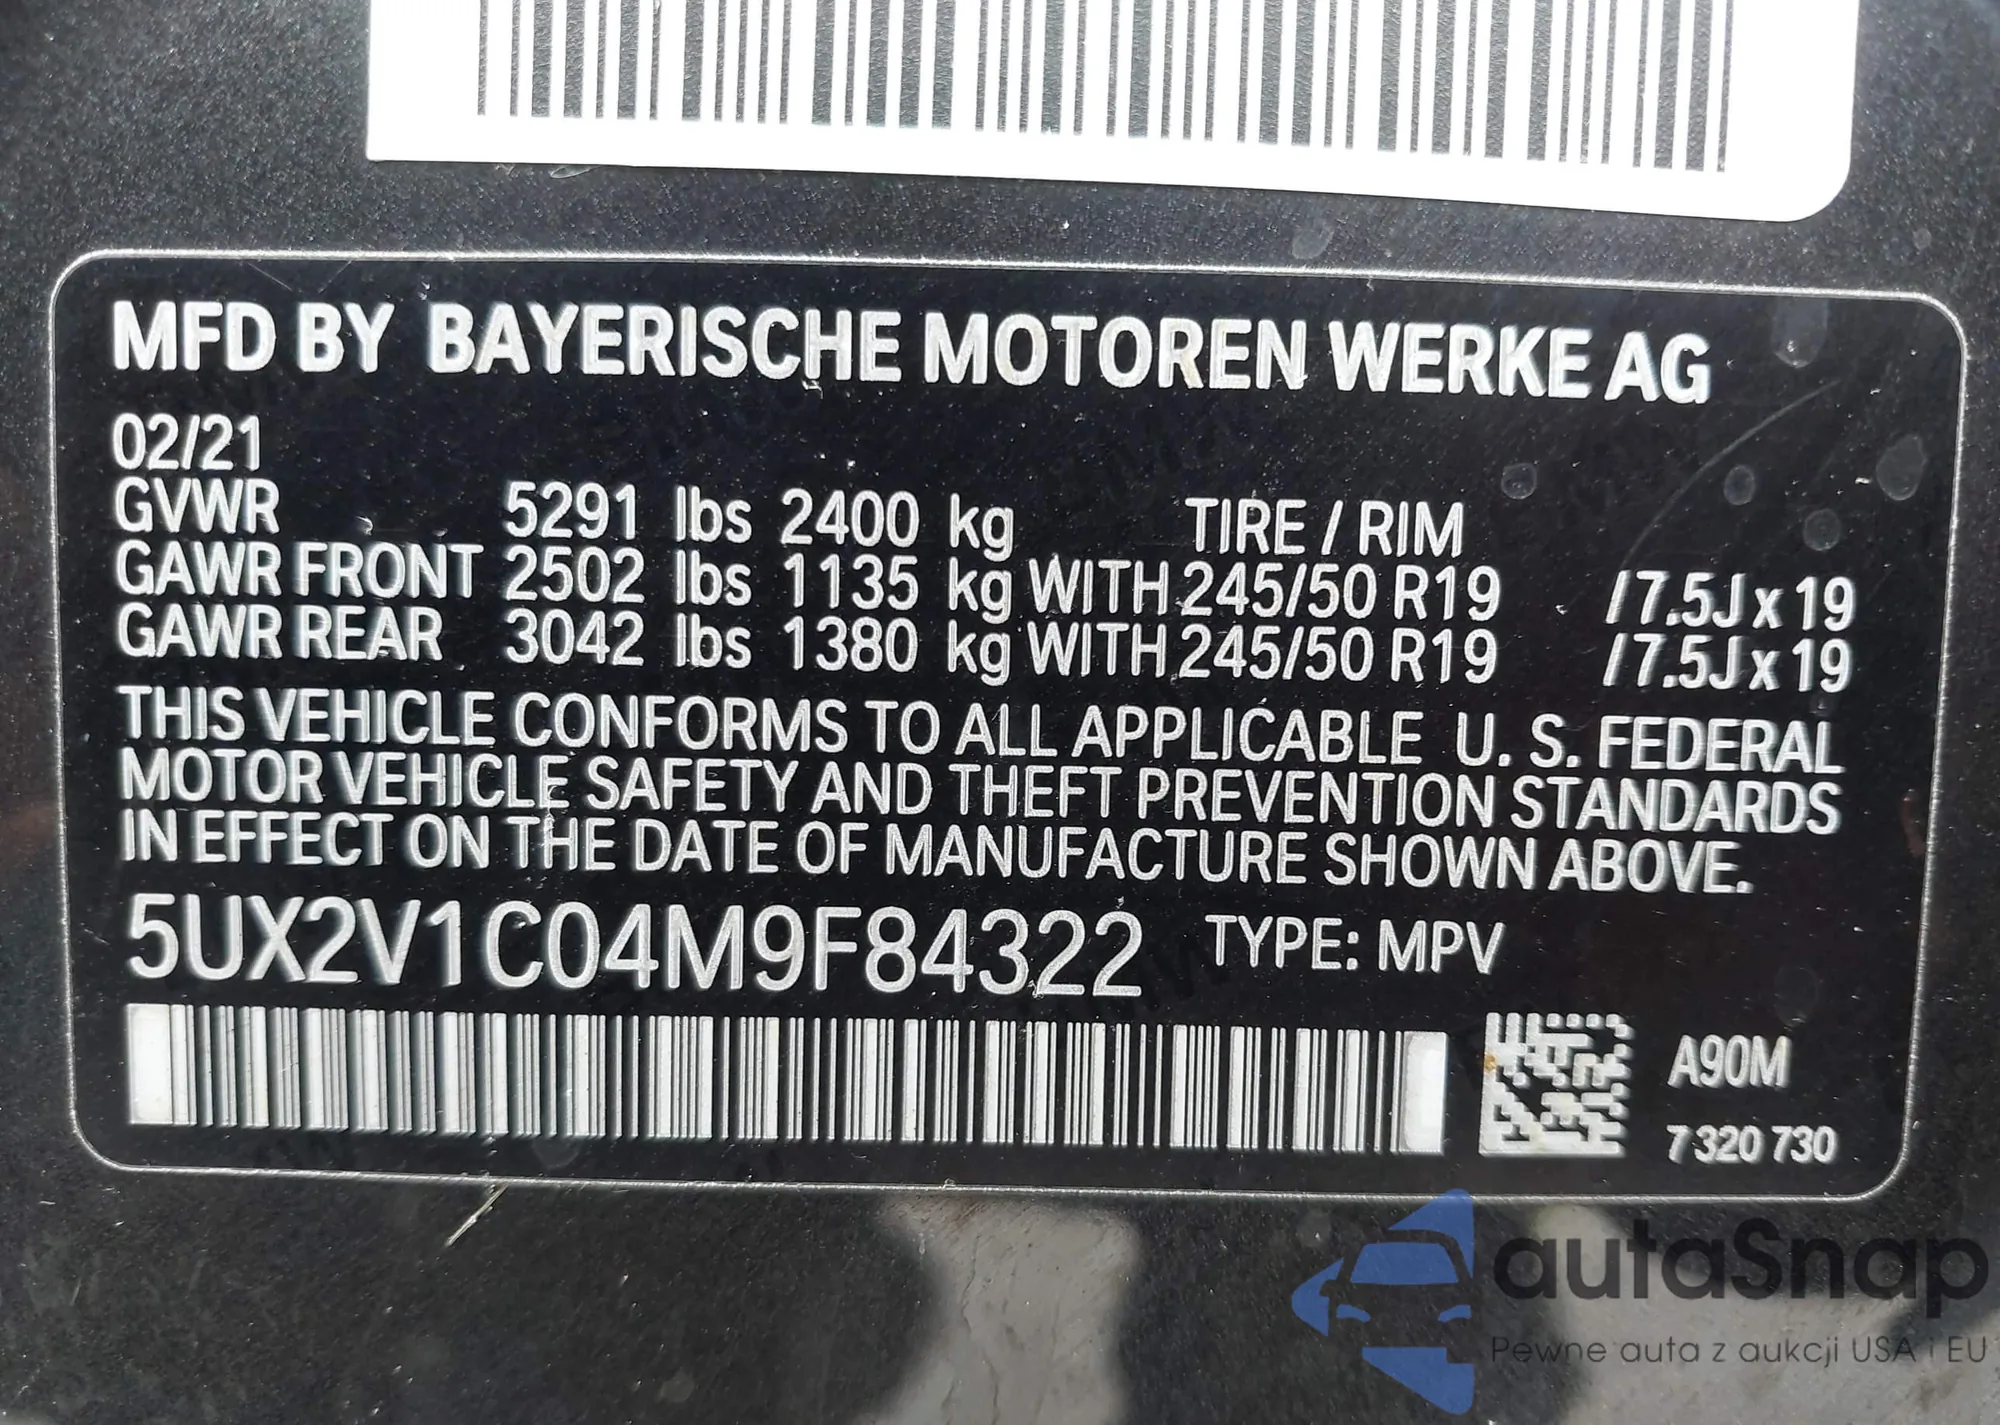 MFD BY BAYERISCHE MOTOREN WERKE AG
02/21
GVWR 5291 lbs 2400 kg TIRE / RIM
GAWR FRONT 2502 lbs 1135 kg WITH 245/50 R19 /7.5J x 19
GAWR REAR 3042 lbs 1380 kg WITH 245/50 R19 /7.5J x 19
THIS VEHICLE CONFORMS TO ALL APPLICABLE U. S. FEDERAL
MOTOR VEHICLE SAFETY AND THEFT PREVENTION STANDARDS
IN EFFECT ON THE DATE OF MANUFACTURE SHOWN ABOVE.
5UX2V1C04M9F84322 TYPE: MPV
A90M
7 320 730
autaSnap
Pewne auta z aukcji USA i EU